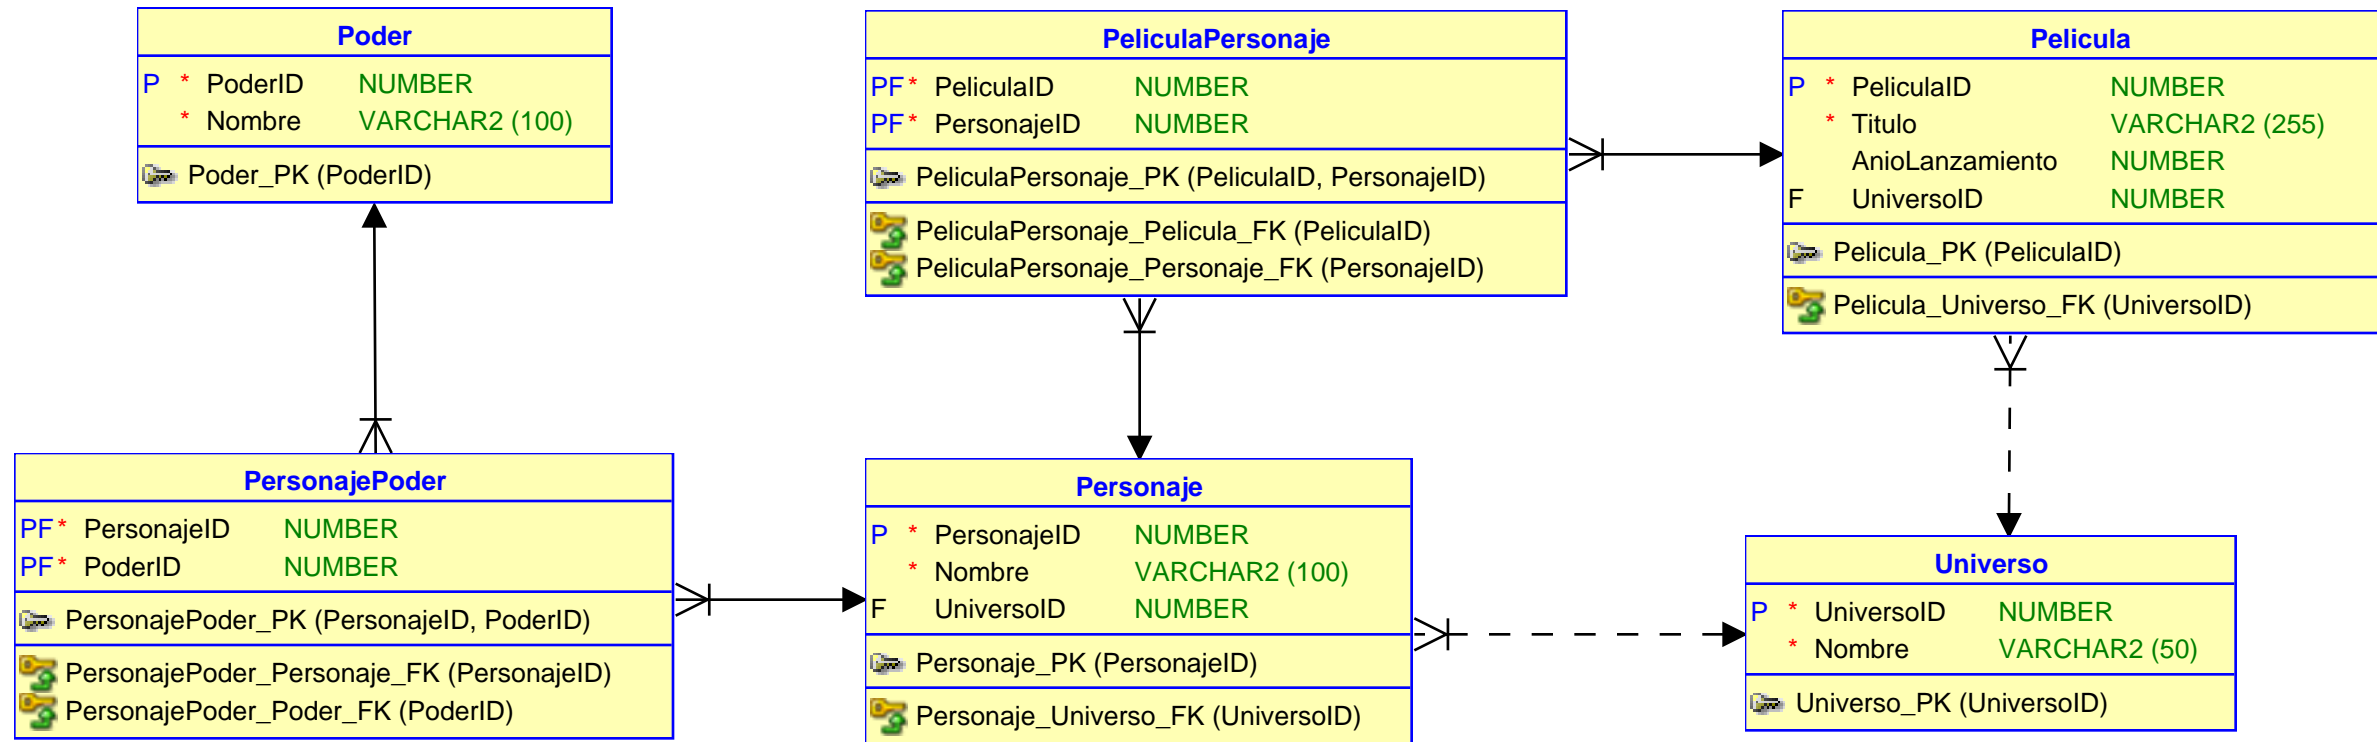 Poder
P * PoderID NUMBER
* Nombre VARCHAR2 (100)
Poder_PK (PoderID)
PeliculaPersonaje
PF* PeliculaID NUMBER
PF* PersonajeID NUMBER
PeliculaPersonaje_PK (PeliculaID, PersonajeID)
PeliculaPersonaje_Pelicula_FK (PeliculaID)
PeliculaPersonaje_Personaje_FK (PersonajeID)
Pelicula
P * PeliculaID NUMBER
* Titulo VARCHAR2 (255)
AnioLanzamiento NUMBER
F UniversoID NUMBER
Pelicula_PK (PeliculaID)
Pelicula_Universo_FK (UniversoID)
PersonajePoder
PF* PersonajeID NUMBER
PF* PoderID NUMBER
PersonajePoder_PK (PersonajeID, PoderID)
PersonajePoder_Personaje_FK (PersonajeID)
PersonajePoder_Poder_FK (PoderID)
Personaje
P * PersonajeID NUMBER
* Nombre VARCHAR2 (100)
F UniversoID NUMBER
Personaje_PK (PersonajeID)
Personaje_Universo_FK (UniversoID)
Universo
P * UniversoID NUMBER
* Nombre VARCHAR2 (50)
Universo_PK (UniversoID)